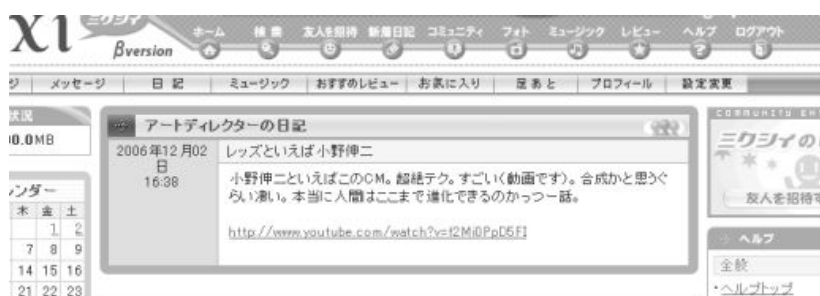 ミクシィ
xi
βversion
ホーム 検索 友人を招待 新着日記 コミュニティ フォト ミュージック レビュー ヘルプ ログアウト
ジ メッセージ 日記 ミュージック おすすめレビュー お気に入り 足あと プロフィール 設定変更
状況
00.0MB
ンダー
木 金 土
1 2
7 8 9
14 15 16
21 22 23
アートディレクターの日記
2006年12月02
日
16:38
レッズといえば小野伸二
小野伸二といえばこのCM。超絶テク。すごい(動画です)。合成かと思うぐ
らい凄い。本当に人間はここまで進化できるのかっつー話。
http://www.youtube.com/watch?v=f2Mi0PpD5FI
COMMUNITY EN
ミクシィの
友人を招待す
ヘルプ
全般
・ヘルプトップ